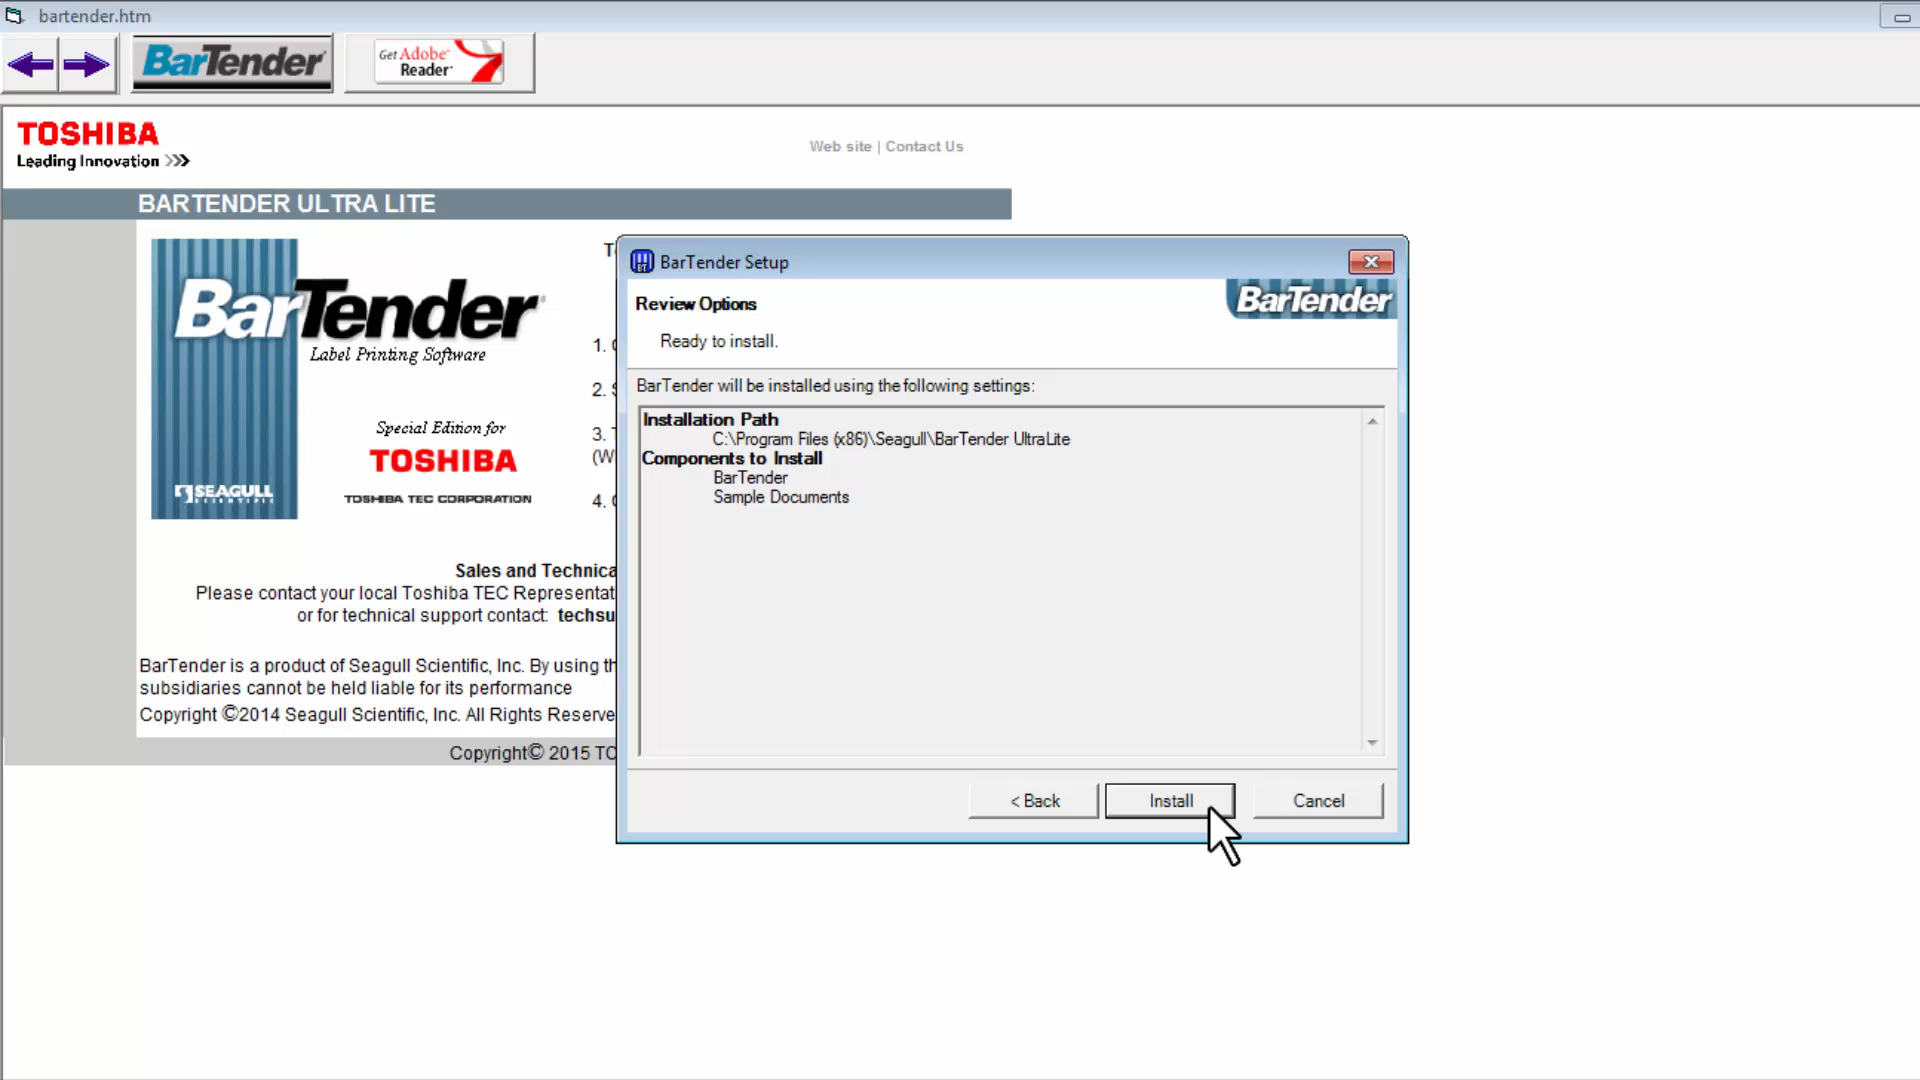 bartender.htm
BarTender
Get Adobe Reader
TOSHIBA
Leading Innovation >>>
Web site | Contact Us
BARTENDER ULTRA LITE
BarTender
Label Printing Software
Special Edition for
TOSHIBA
TOSHIBA TEC CORPORATION
SEAGULL
SCIENTIFIC
1.
2.
3.
(W
4.
Sales and Technica
Please contact your local Toshiba TEC Representat
or for technical support contact: techsu
BarTender is a product of Seagull Scientific, Inc. By using th
subsidiaries cannot be held liable for its performance
Copyright ©2014 Seagull Scientific, Inc. All Rights Reserve
Copyright© 2015 TO
BarTender Setup
Review Options
BarTender
Ready to install.
BarTender will be installed using the following settings:
Installation Path
C:\Program Files (x86)\Seagull\BarTender UltraLite
Components to Install
BarTender
Sample Documents
< Back
Install
Cancel